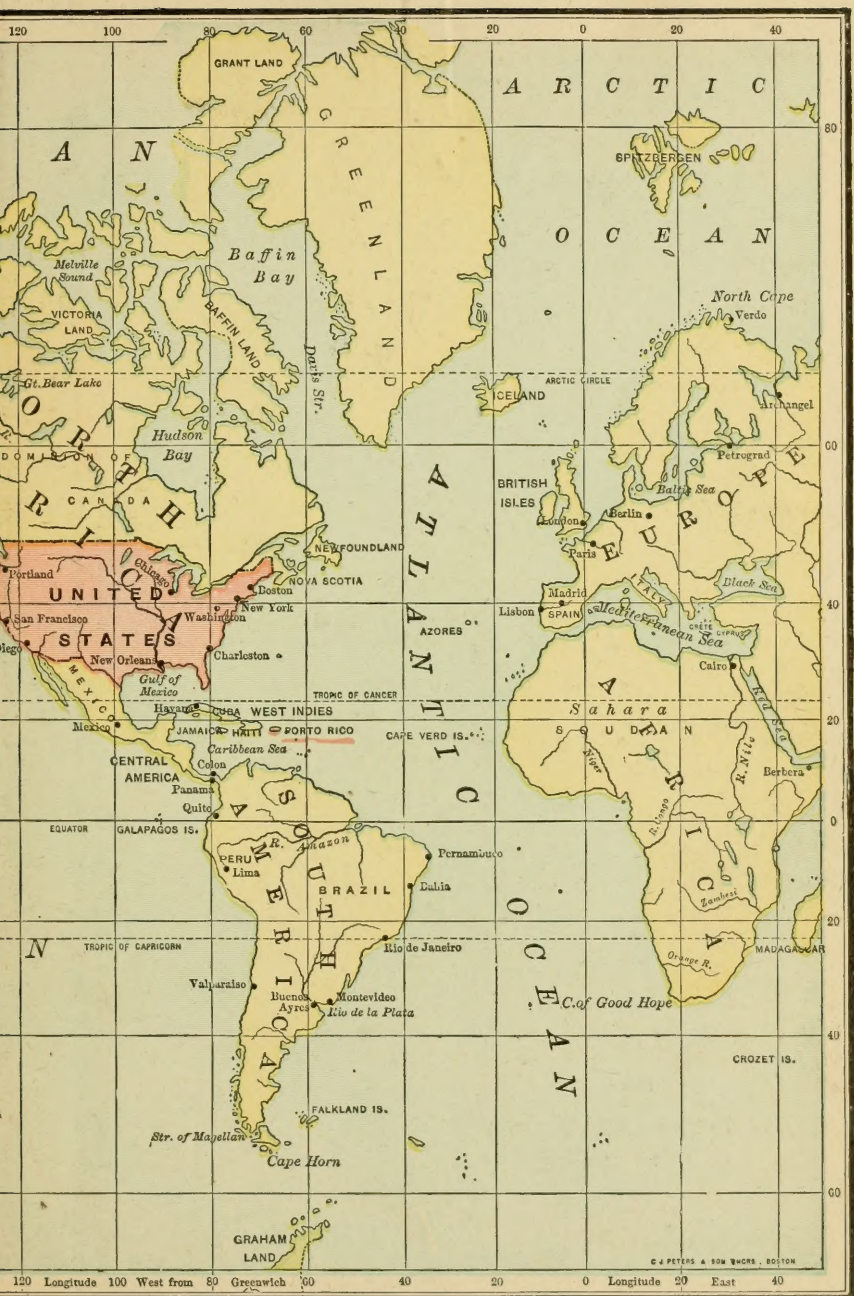 120 100 80 60 40 20 0 20 40
GRANT LAND
ARCTIC
80
AN
SPITZBERGEN
GREENLAND
OCEAN
Baffin
Bay
Melville
Sound
North Cape
Verdo
VICTORIA
LAND
BAFFIN LAND
Davis Str.
ARCTIC CIRCLE
Gt. Bear Lake
ICELAND
Archangel
NORTH
AMERICA
Hudson
Bay
60
DOMINION OF
CANADA
Petrograd
EUROPE
BRITISH
ISLES
Baltic Sea
London
Berlin
Paris
ATLANTIC
NEWFOUNDLAND
NOVA SCOTIA
Portland
Chicago
Boston
UNITED
New York
Washington
Madrid
ITALY
Black Sea
40
Lisbon
SPAIN
Mediterranean Sea
CRETE
CYPRUS
San Francisco
AZORES
STATES
Diego
New Orleans
Charleston
Cairo
MEXICO
Gulf of
Mexico
TROPIC OF CANCER
AFRICA
Sahara
Red Sea
Havana
CUBA
WEST INDIES
20
Mexico
JAMAICA
HAITI
PORTO RICO
CAPE VERD IS.
SUDAN
Caribbean Sea
Niger
R. Nile
CENTRAL
AMERICA
Colon
Panama
Berbera
SOUTH
AMERICA
Quito
R. Congo
EQUATOR
GALAPAGOS IS.
0
R. Amazon
Pernambuco
PERU
Lima
BRAZIL
Bahia
Zambesi
OCEAN
20
N
TROPIC OF CAPRICORN
Rio de Janeiro
MADAGASCAR
Orange R.
Valparaiso
Buenos
Ayres
Montevideo
Rio de la Plata
C. of Good Hope
40
CROZET IS.
FALKLAND IS.
Str. of Magellan
Cape Horn
60
GRAHAM
LAND
C J PETERS & SON ENGRS., BOSTON
120 Longitude 100 West from 80 Greenwich 60 40 20 0 Longitude 20 East 40